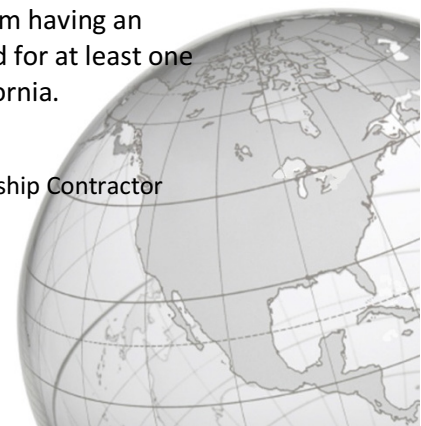 m having an
d for at least one
ornia.
ship Contractor